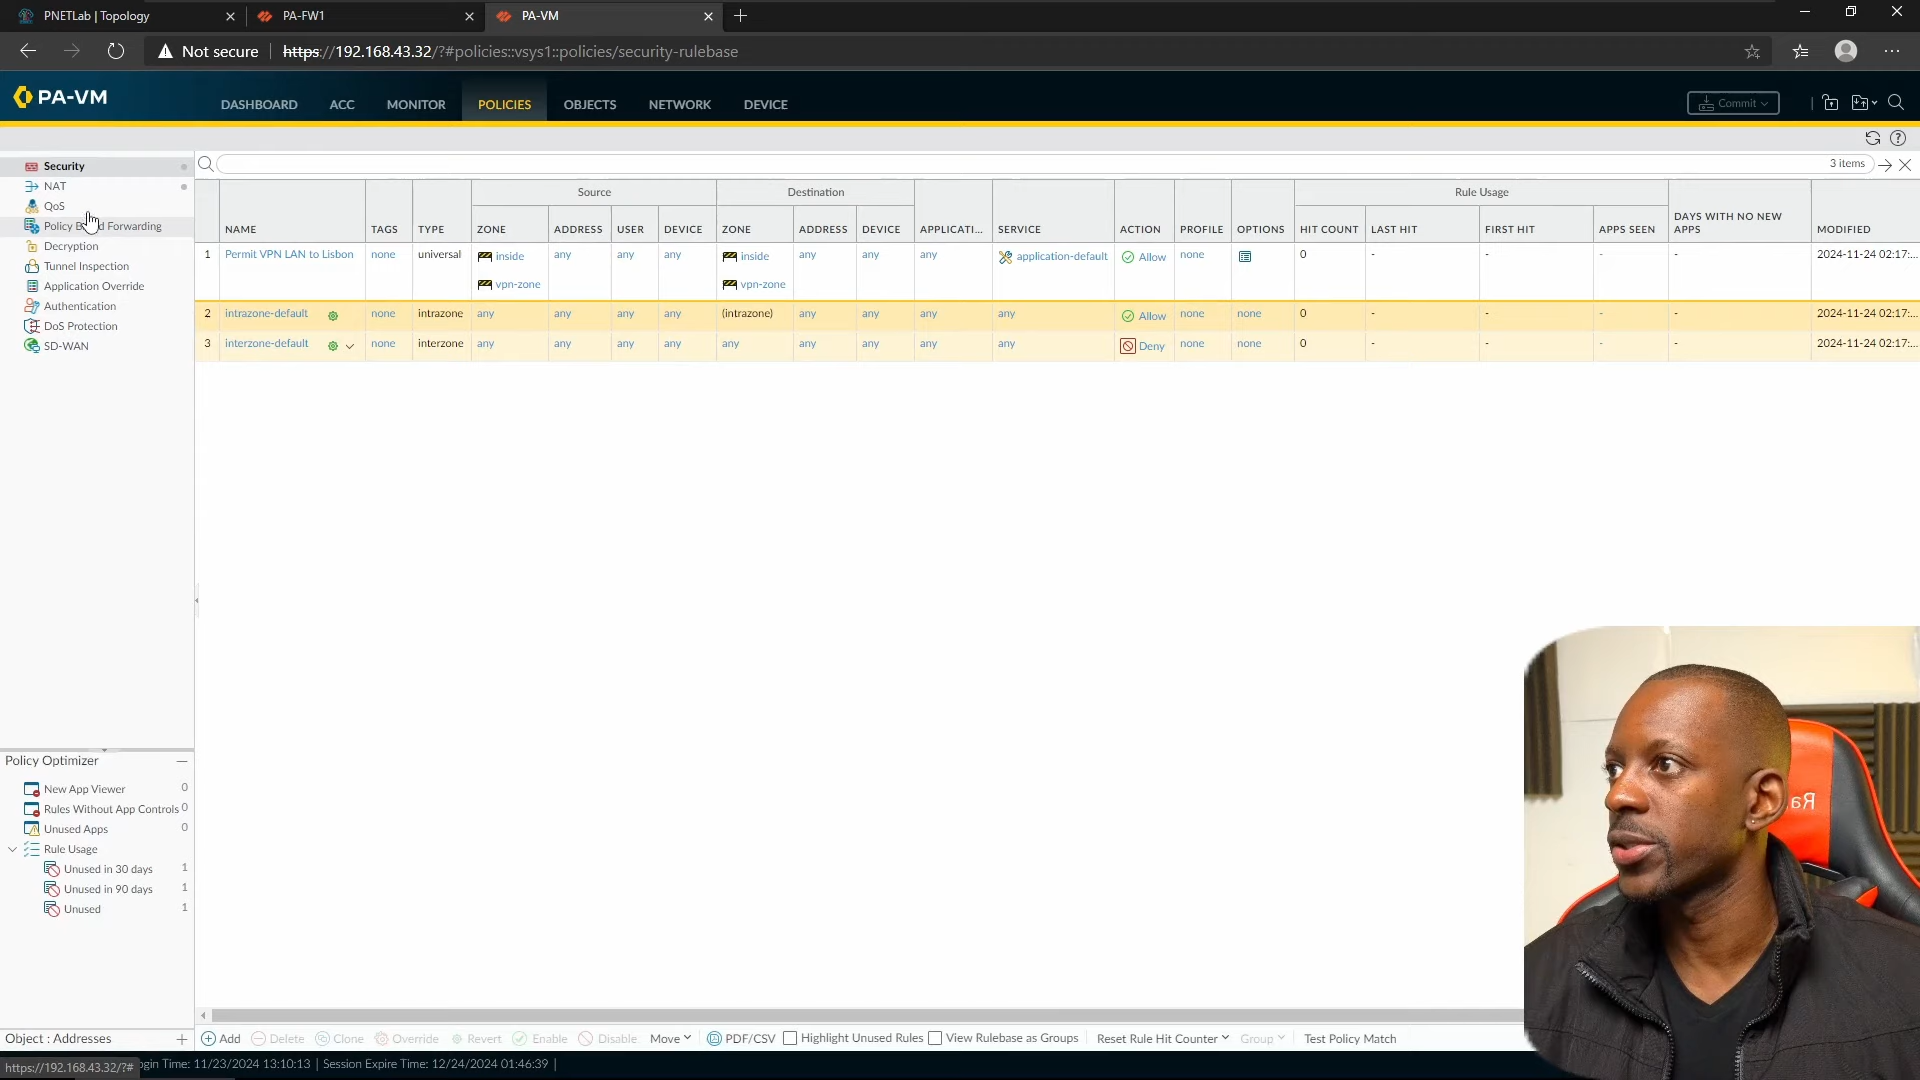 PNETLab | Topology
PA-FW1
PA-VM
Not secure
https://192.168.43.32/?#policies::vsys1::policies/security-rulebase
PA-VM
DASHBOARD ACC MONITOR POLICIES OBJECTS NETWORK DEVICE
Commit
Security
NAT
QoS
Policy Forwarding
Decryption
Tunnel Inspection
Application Override
Authentication
DoS Protection
SD-WAN
3 items
Source Destination Rule Usage
NAME TAGS TYPE ZONE ADDRESS USER DEVICE ZONE ADDRESS DEVICE APPLICATI... SERVICE ACTION PROFILE OPTIONS HIT COUNT LAST HIT FIRST HIT APPS SEEN DAYS WITH NO NEW APPS MODIFIED
1 Permit VPN LAN to Lisbon none universal inside any any any inside any any any application-default Allow none 0 - - - - 2024-11-24 02:17:...
vpn-zone vpn-zone
2 intrazone-default none intrazone any any any any (intrazone) any any any any Allow none none 0 - - - - 2024-11-24 02:17:...
3 interzone-default none interzone any any any any any any any any any Deny none none 0 - - - - 2024-11-24 02:17:...
Policy Optimizer
New App Viewer 0
Rules Without App Controls 0
Unused Apps 0
Rule Usage
Unused in 30 days 1
Unused in 90 days 1
Unused 1
Object : Addresses
Add Delete Clone Override Revert Enable Disable Move PDF/CSV Highlight Unused Rules View Rulebase as Groups Reset Rule Hit Counter Group Test Policy Match
https://192.168.43.32/?#
gin Time: 11/23/2024 13:10:13 | Session Expire Time: 12/24/2024 01:46:39 |
Ra